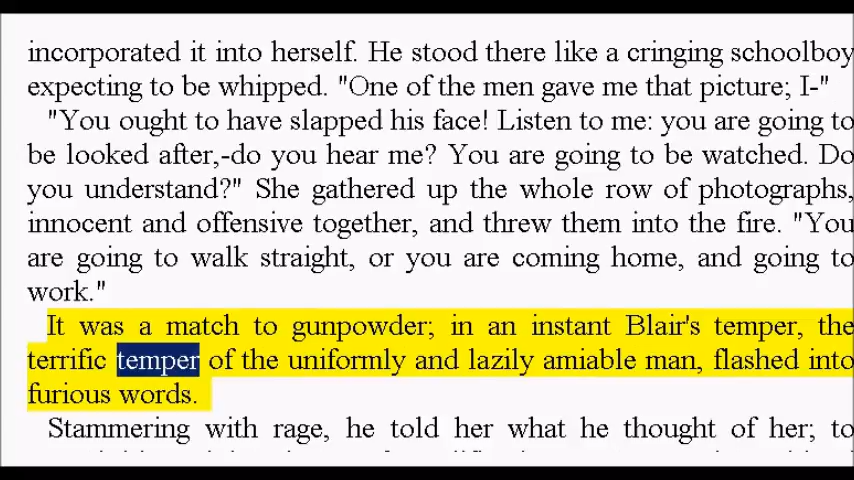 incorporated it into herself. He stood there like a cringing schoolboy
expecting to be whipped. "One of the men gave me that picture; I-"
"You ought to have slapped his face! Listen to me: you are going to
be looked after,-do you hear me? You are going to be watched. Do
you understand?" She gathered up the whole row of photographs,
innocent and offensive together, and threw them into the fire. "You
are going to walk straight, or you are coming home, and going to
work."
It was a match to gunpowder; in an instant Blair's temper, the
terrific temper of the uniformly and lazily amiable man, flashed into
furious words.
Stammering with rage, he told her what he thought of her; to